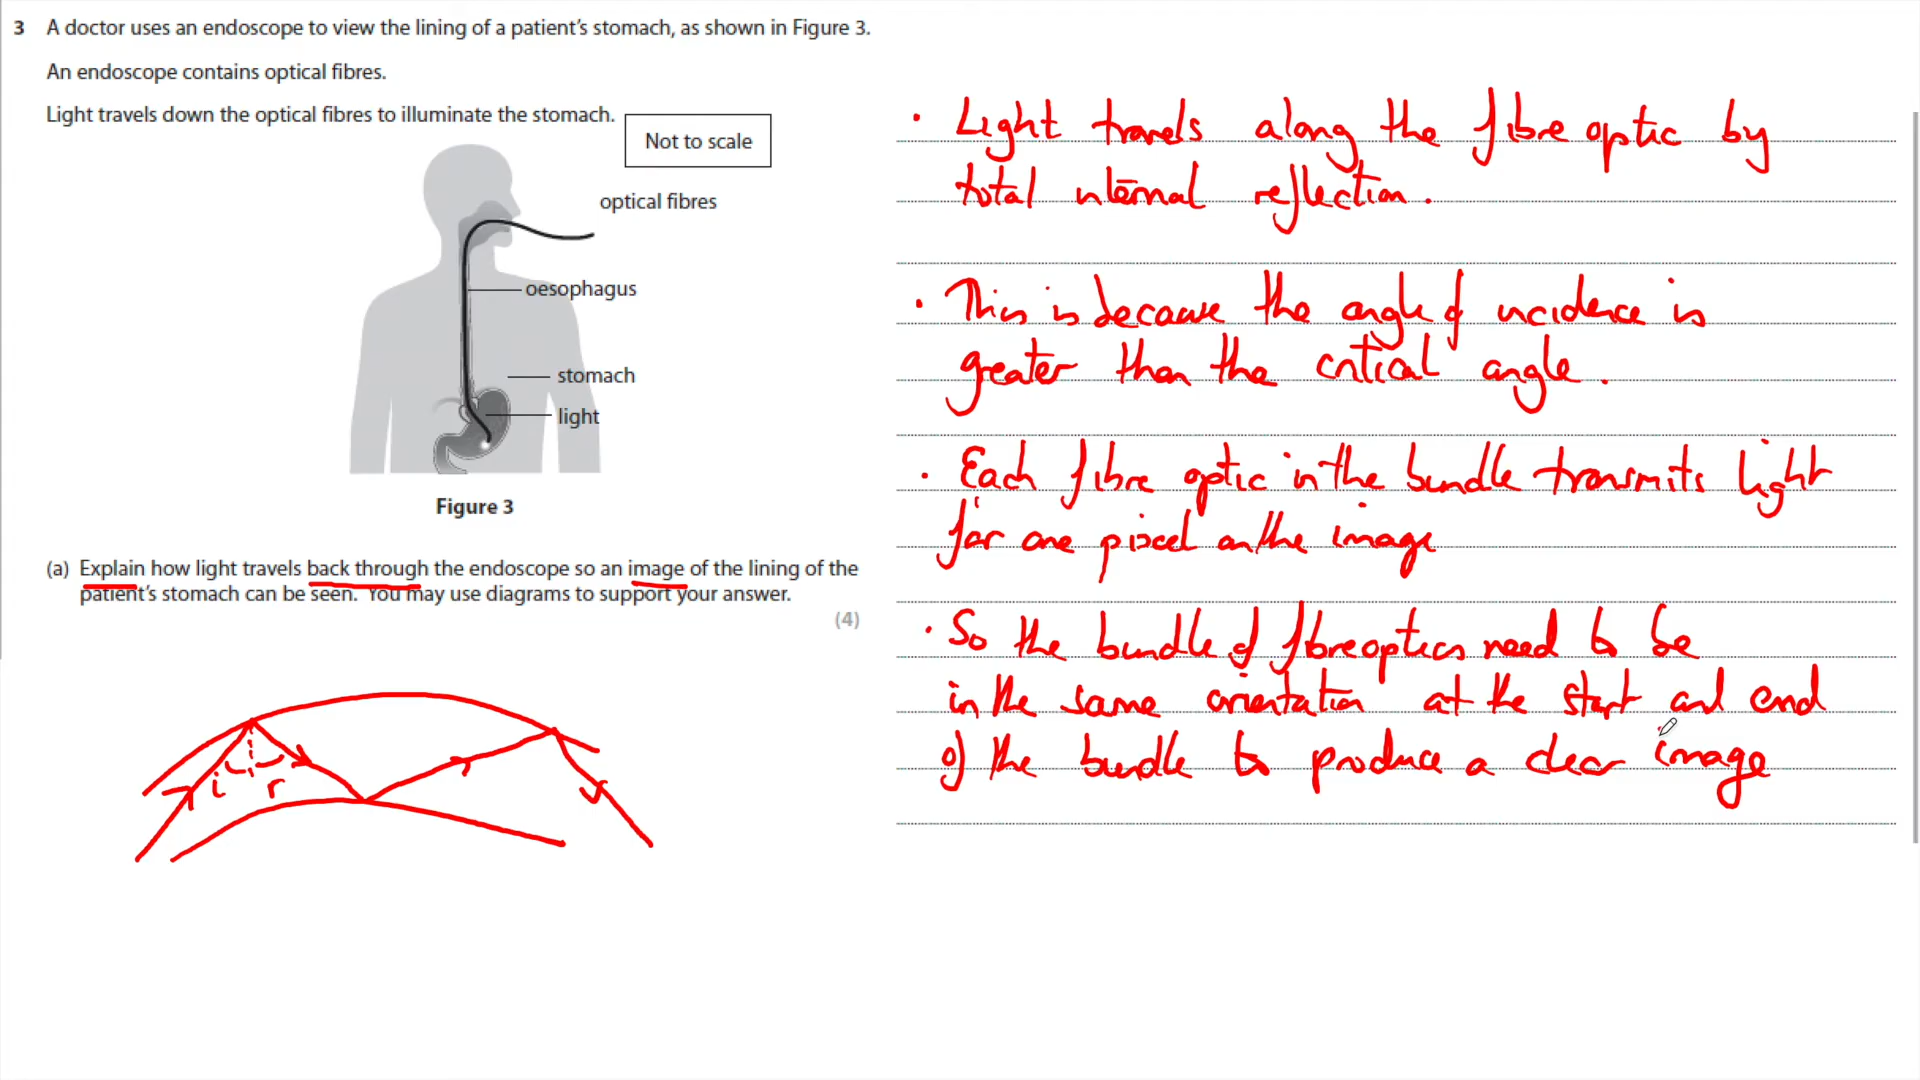 3 A doctor uses an endoscope to view the lining of a patient's stomach, as shown in Figure 3.
An endoscope contains optical fibres.
Light travels down the optical fibres to illuminate the stomach.
Not to scale
optical fibres
oesophagus
stomach
light
Figure 3
(a) Explain how light travels back through the endoscope so an image of the lining of the
patient's stomach can be seen. You may use diagrams to support your answer.
(4)
i r
• Light travels along the fibre optic by
total internal reflection.
• This is because the angle of incidence is
greater than the critical angle.
• Each fibre optic in the bundle transmits light
for one pixel on the image
• So the bundle of fibre optics need to be
in the same orientation at the start and end
of the bundle to produce a clear image